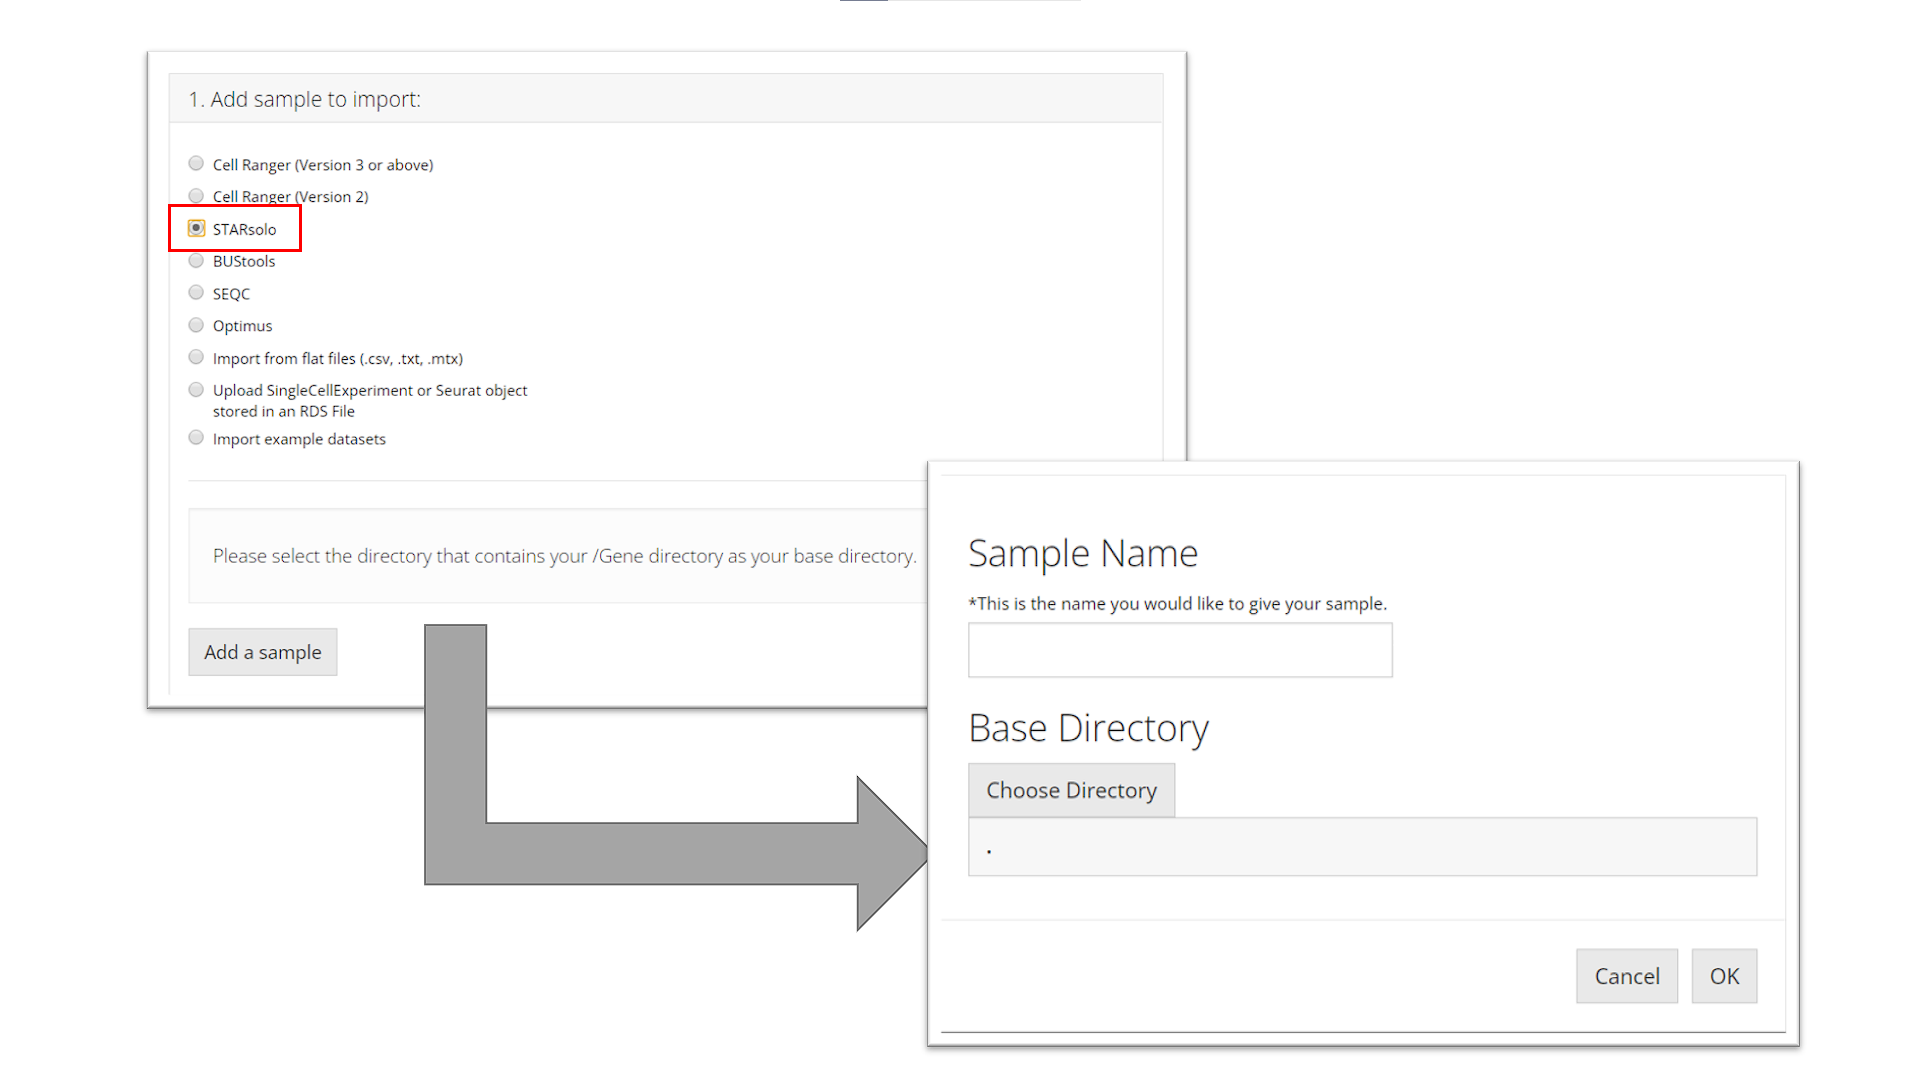 1. Add sample to import:
Cell Ranger (Version 3 or above)
Cell Ranger (Version 2)
STARsolo
BUStools
SEQC
Optimus
Import from flat files (.csv, .txt, .mtx)
Upload SingleCellExperiment or Seurat object
stored in an RDS File
Import example datasets
Please select the directory that contains your /Gene directory as your base directory.
Add a sample
Sample Name
*This is the name you would like to give your sample.
Base Directory
Choose Directory
.
Cancel
OK